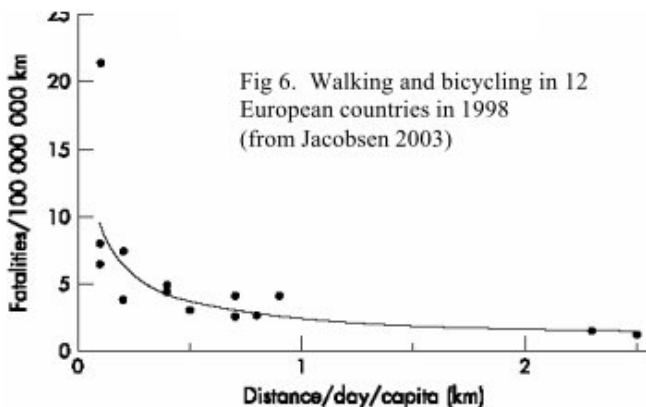 25
20
15
10
5
0
Fatalities/100 000 000 km
Fig 6. Walking and bicycling in 12
European countries in 1998
(from Jacobsen 2003)
0
1
2
Distance/day/capita (km)